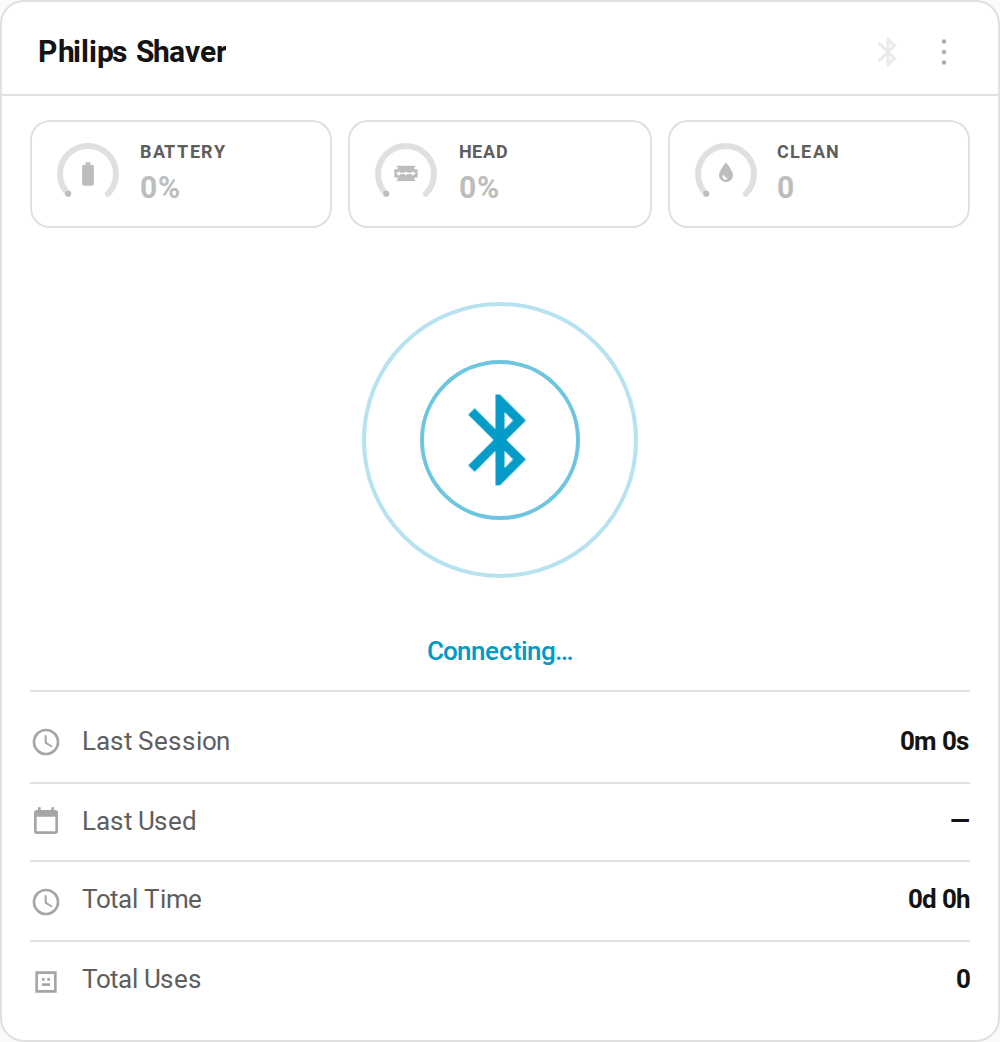 Philips Shaver
BATTERY
0%
HEAD
0%
CLEAN
0
Connecting...
Last Session
0m 0s
Last Used
–
Total Time
0d 0h
Total Uses
0